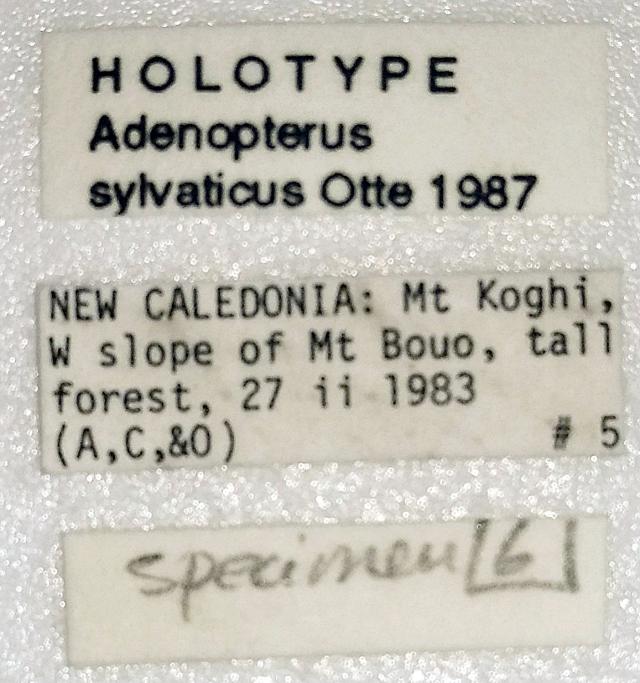 HOLOTYPE
Adenopterus
sylvaticus Otte 1987
NEW CALEDONIA: Mt Koghi,
W slope of Mt Bouo, tall
forest, 27 ii 1983
(A,C,&O) # 5
specimen [6]